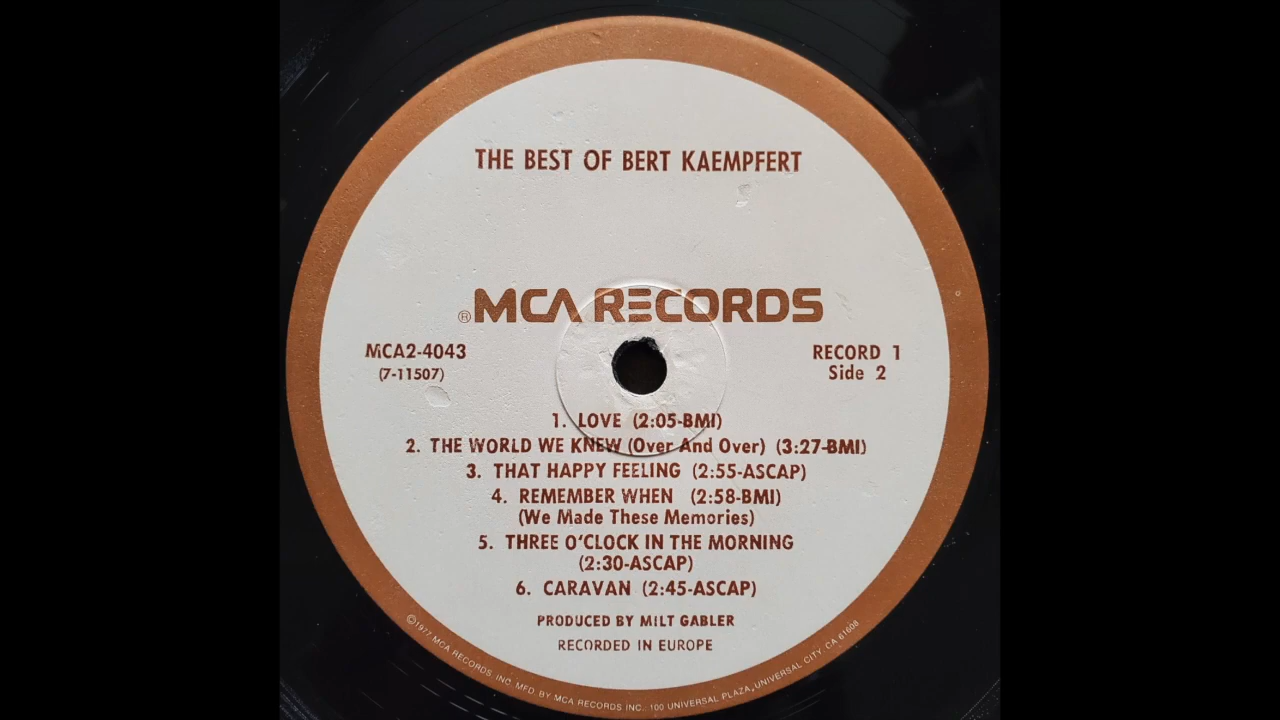 THE BEST OF BERT KAEMPFERT
®MCA RECORDS
MCA2-4043
(7-11507)
RECORD 1
Side 2
1. LOVE (2:05-BMI)
2. THE WORLD WE KNEW (Over And Over) (3:27-BMI)
3. THAT HAPPY FEELING (2:55-ASCAP)
4. REMEMBER WHEN (2:58-BMI)
(We Made These Memories)
5. THREE O'CLOCK IN THE MORNING
(2:30-ASCAP)
6. CARAVAN (2:45-ASCAP)
PRODUCED BY MILT GABLER
RECORDED IN EUROPE
©1977 MCA RECORDS INC. MFD. BY MCA RECORDS INC. 100 UNIVERSAL PLAZA, UNIVERSAL CITY, CA 61608